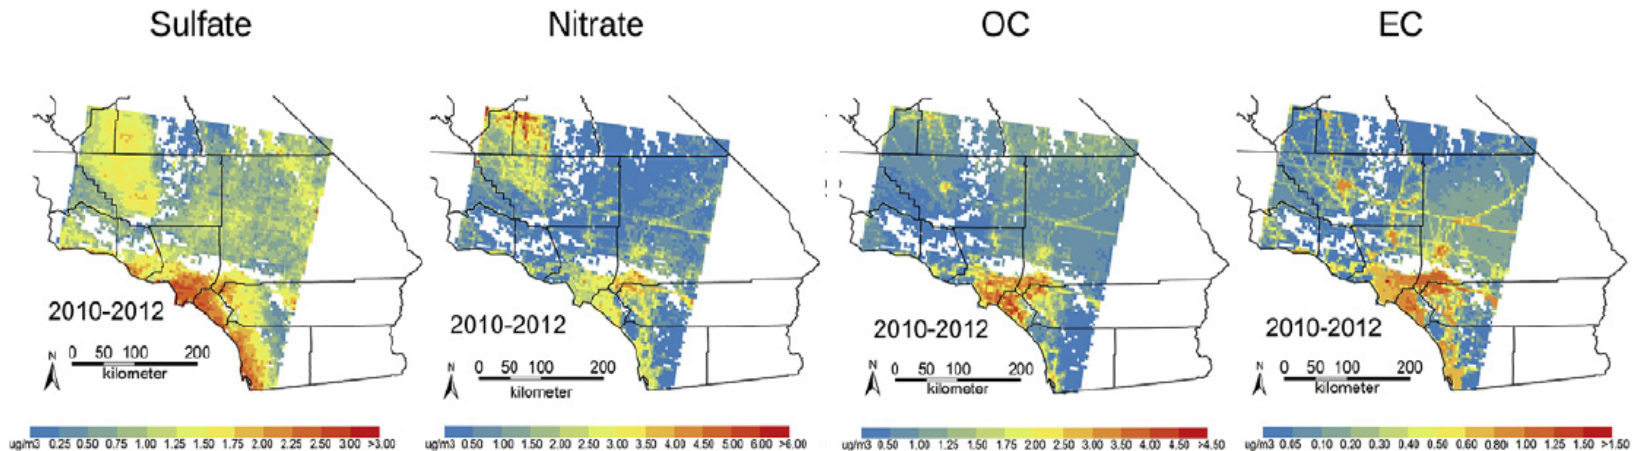 Sulfate
Nitrate
OC
EC
2010-2012
N
0 50 100 200
kilometer
2010-2012
N
0 50 100 200
kilometer
2010-2012
N
0 50 100 200
kilometer
2010-2012
N
0 50 100 200
kilometer
ug/m3 0.25 0.50 0.75 1.00 1.25 1.50 1.75 2.00 2.25 2.50 3.00 >3.00
ug/m3 0.50 1.00 1.50 2.00 2.50 3.00 3.50 4.00 4.50 5.00 6.00 >6.00
ug/m3 0.50 1.00 1.50 1.75 2.00 2.50 3.00 3.50 4.00 4.50 >4.50
ug/m3 0.05 0.10 0.20 0.30 0.40 0.50 0.60 0.80 1.00 1.25 1.50 >1.50